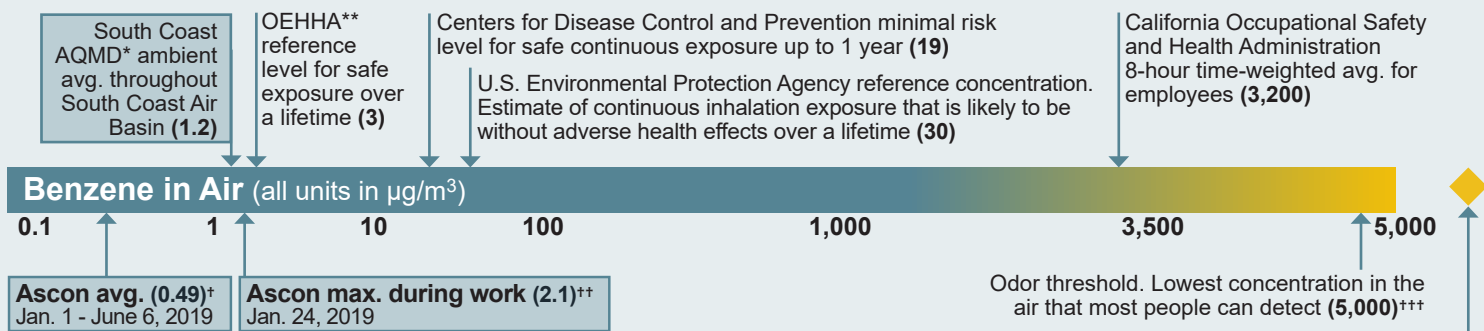 South Coast
AQMD* ambient
avg. throughout
South Coast Air
Basin (1.2)
OEHHA**
reference
level for safe
exposure over
a lifetime (3)
Centers for Disease Control and Prevention minimal risk
level for safe continuous exposure up to 1 year (19)
U.S. Environmental Protection Agency reference concentration.
Estimate of continuous inhalation exposure that is likely to be
without adverse health effects over a lifetime (30)
California Occupational Safety
and Health Administration
8-hour time-weighted avg. for
employees (3,200)
Benzene in Air (all units in µg/m³)
0.1 1 10 100 1,000 3,500 5,000
Ascon avg. (0.49)†
Jan. 1 - June 6, 2019
Ascon max. during work (2.1)††
Jan. 24, 2019
Odor threshold. Lowest concentration in the
air that most people can detect (5,000)†††